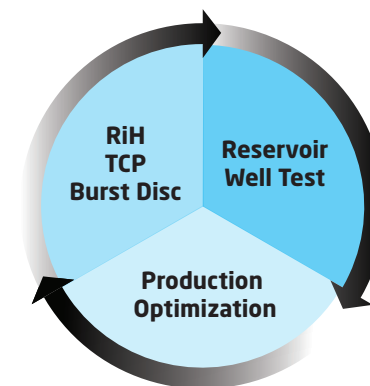 RiH
TCP
Burst Disc
Reservoir
Well Test
Production
Optimization